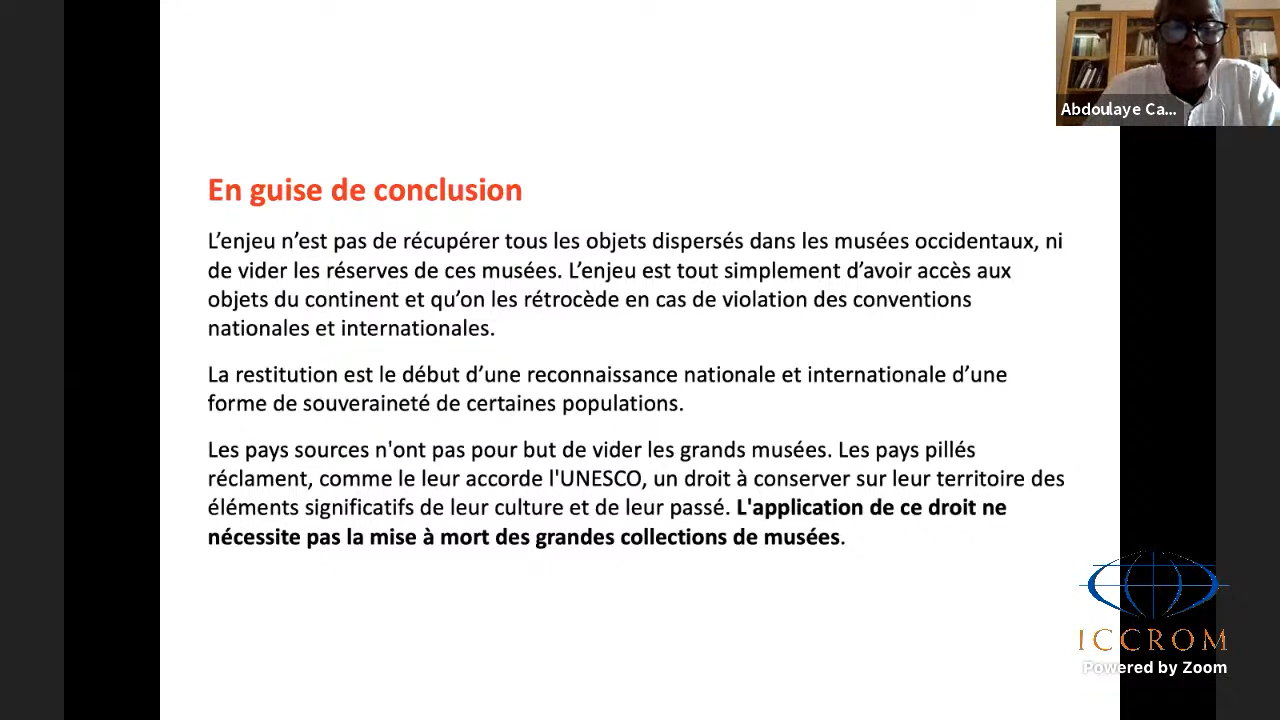 Abdoulaye Ca...
En guise de conclusion
L’enjeu n’est pas de récupérer tous les objets dispersés dans les musées occidentaux, ni
de vider les réserves de ces musées. L’enjeu est tout simplement d’avoir accès aux
objets du continent et qu’on les rétrocède en cas de violation des conventions
nationales et internationales.
La restitution est le début d’une reconnaissance nationale et internationale d’une
forme de souveraineté de certaines populations.
Les pays sources n'ont pas pour but de vider les grands musées. Les pays pillés
réclament, comme le leur accorde l'UNESCO, un droit à conserver sur leur territoire des
éléments significatifs de leur culture et de leur passé. L'application de ce droit ne
nécessite pas la mise à mort des grandes collections de musées.
ICCROM
Powered by Zoom